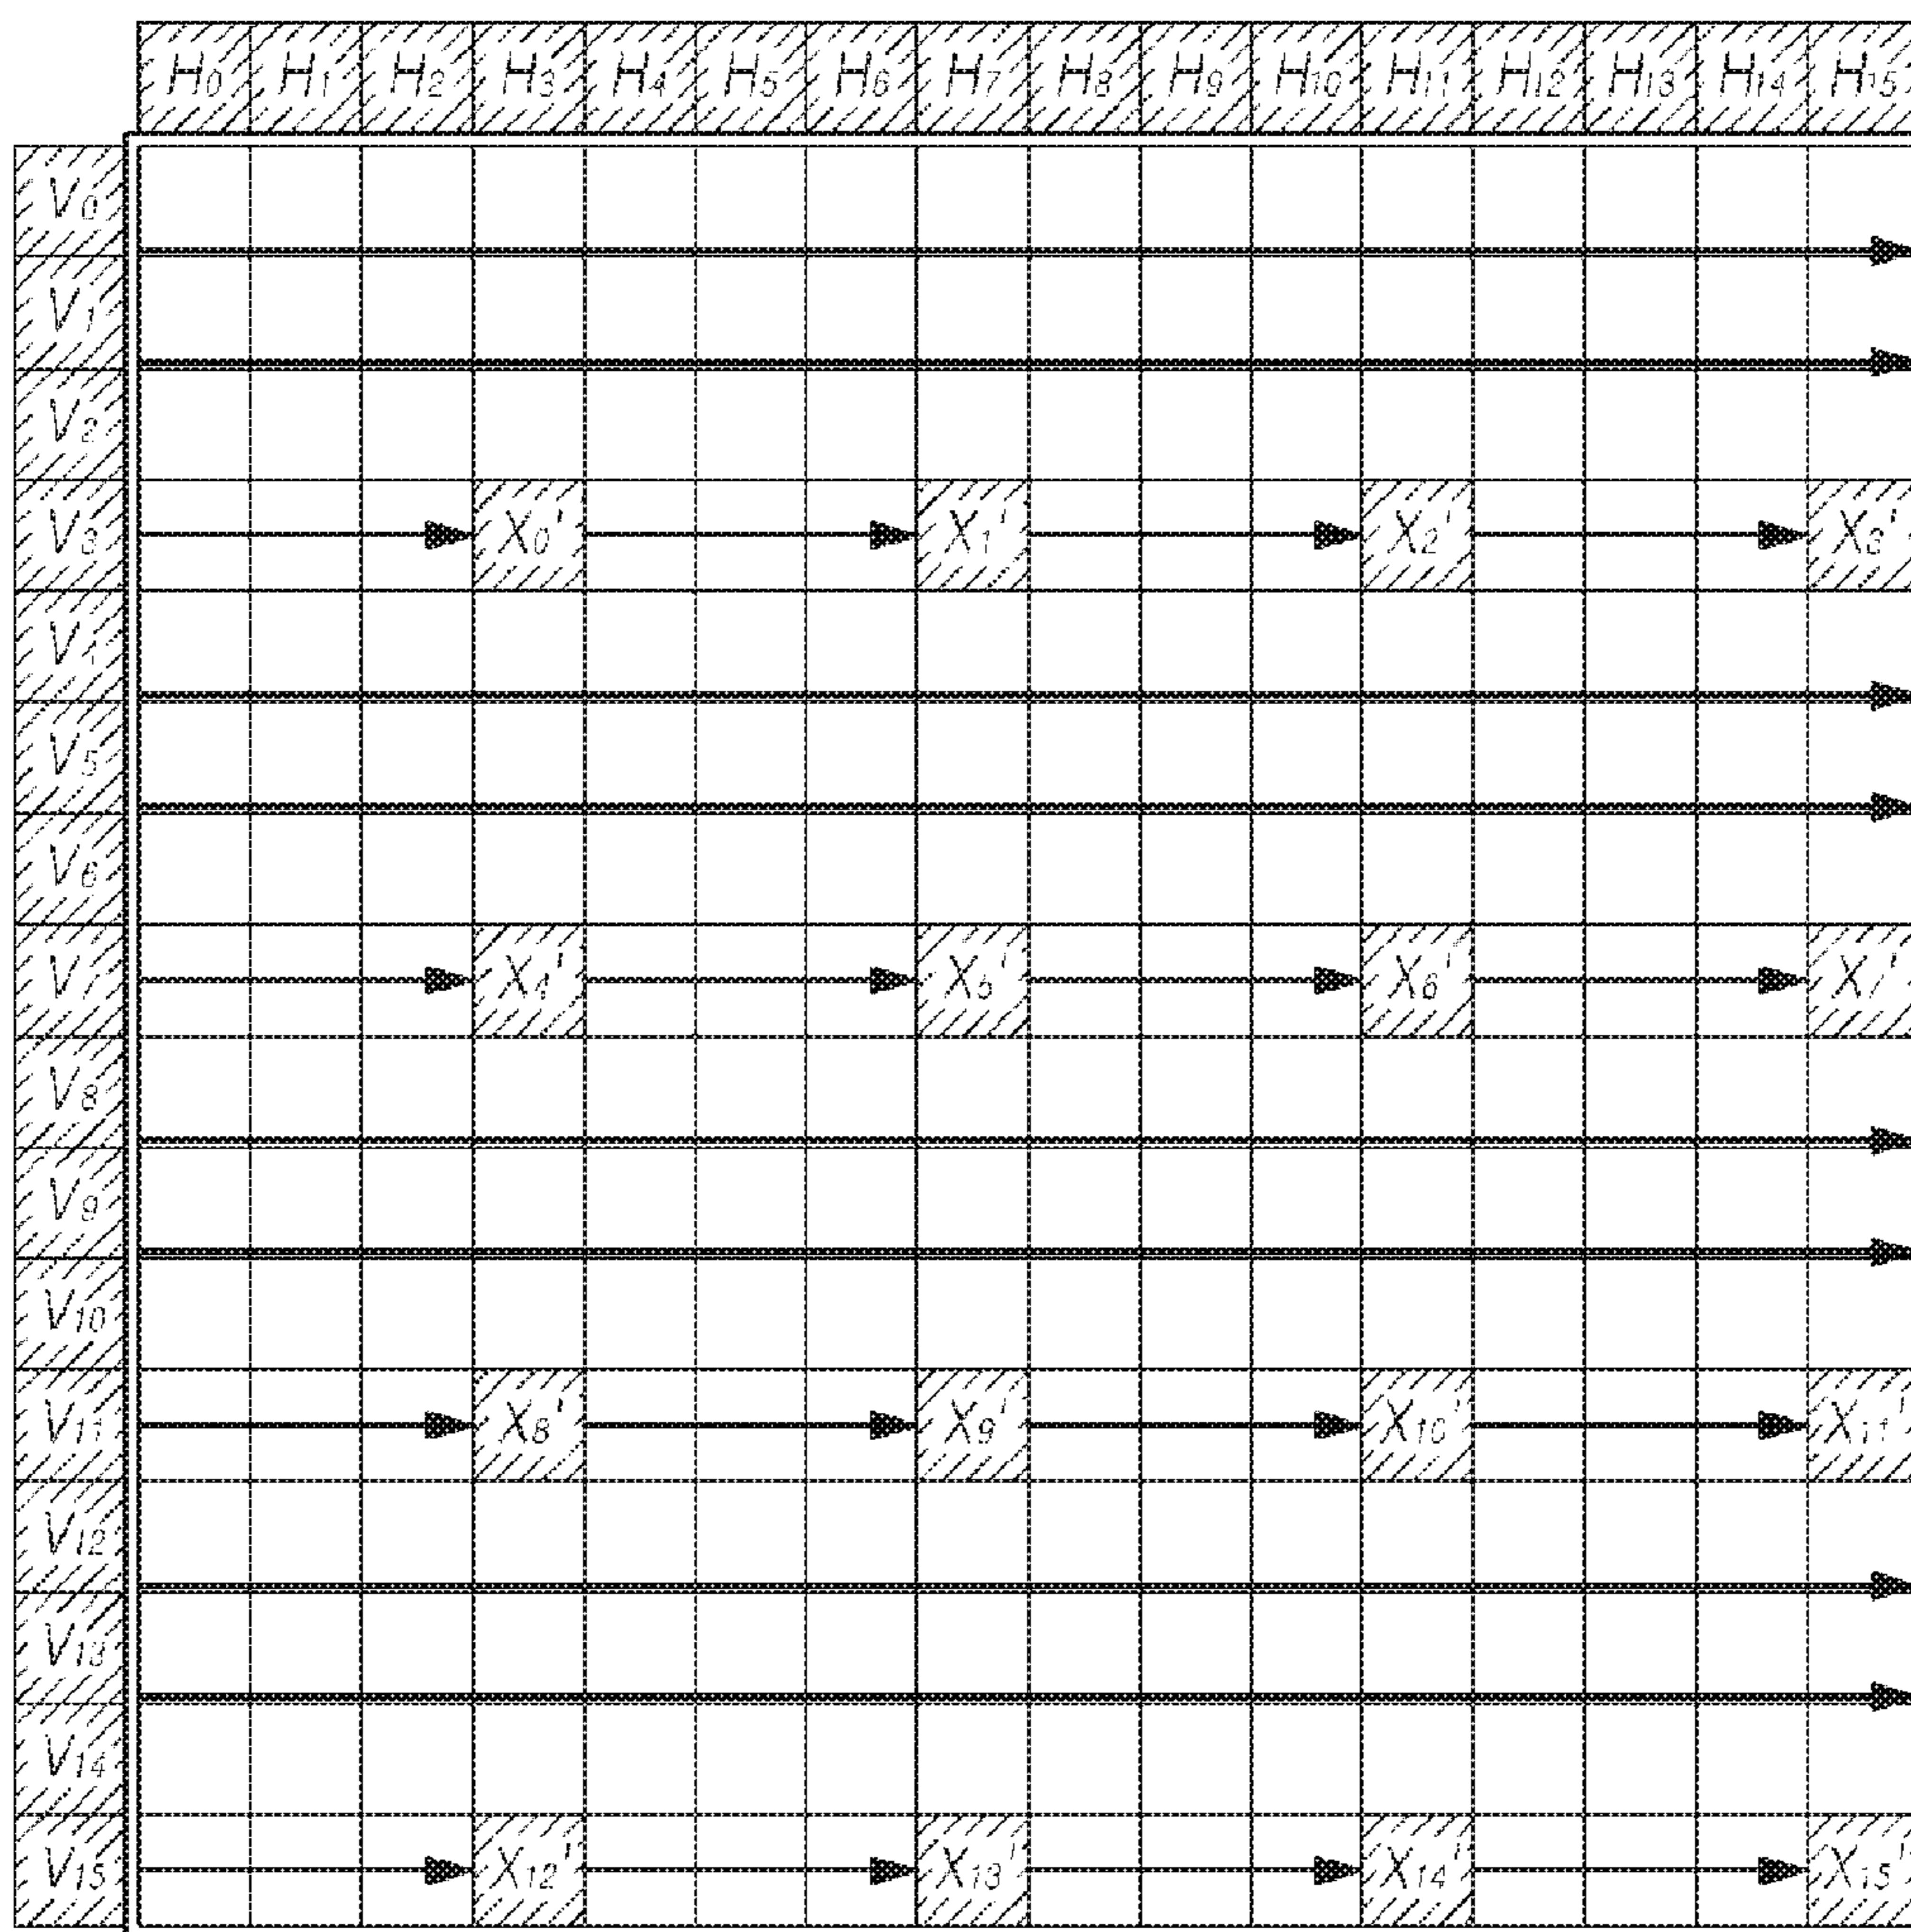 H0 H1 H2 H3 H4 H5 H6 H7 H8 H9 H10 H11 H12 H13 H14 H15
V0
V1
V2
V3 X0' X1' X2' X3'
V4
V5
V6
V7 X4' X5' X6' X7'
V8
V9
V10
V11 X8' X9' X10' X11'
V12
V13
V14
V15 X12' X13' X14' X15'